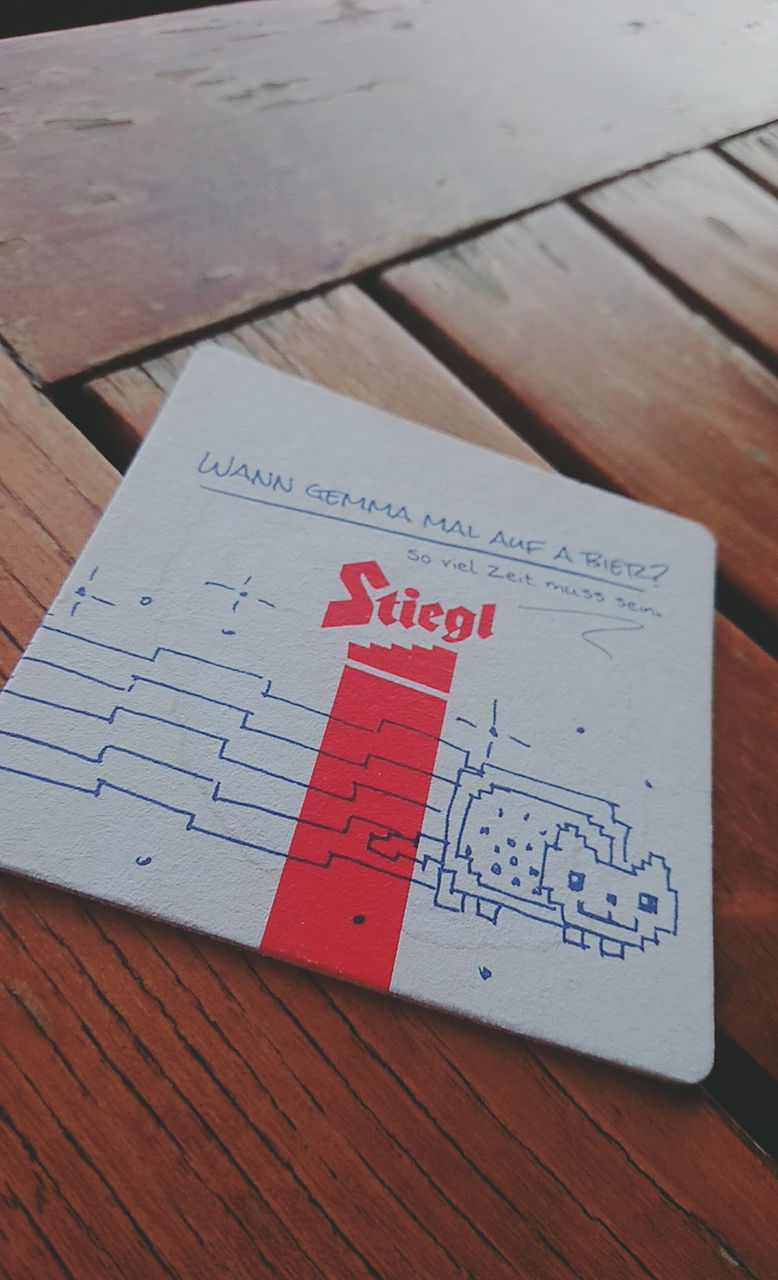 WANN GEMMA MAL AUF A BIER?
So viel Zeit muss sein.
Stiegl